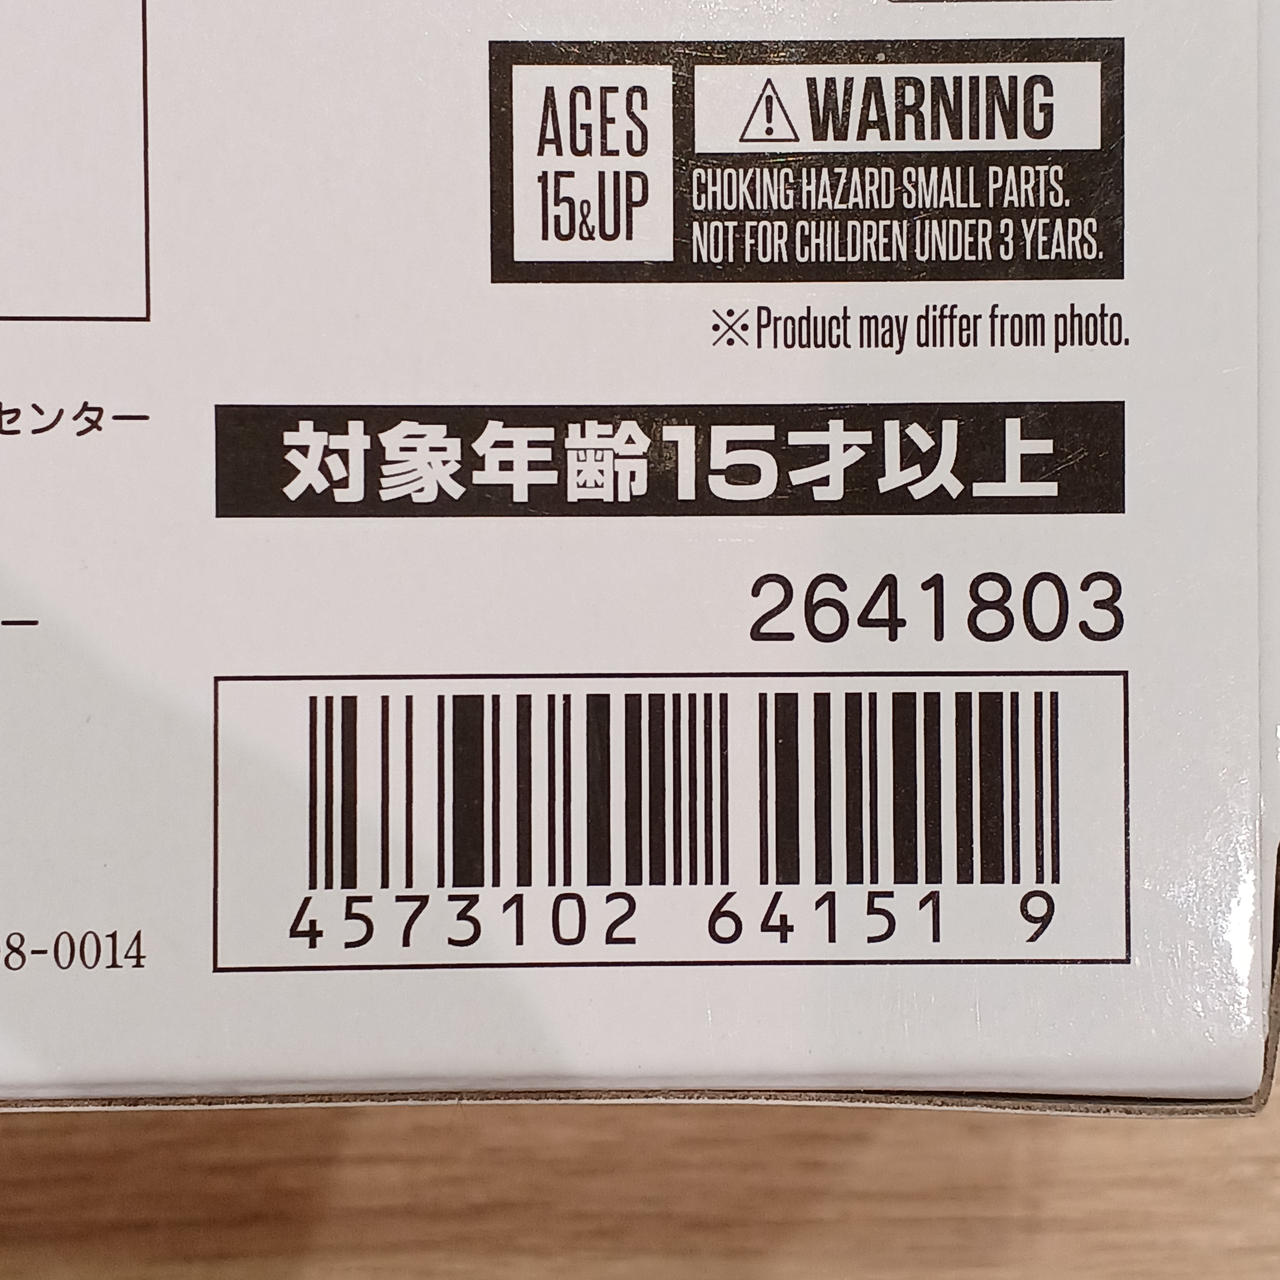 AGES
15&UP
⚠WARNING
CHOKING HAZARD-SMALL PARTS.
NOT FOR CHILDREN UNDER 3 YEARS.
※Product may differ from photo.
センター
対象年齢15才以上
2641803
ー
4573102 64151 9
8-0014